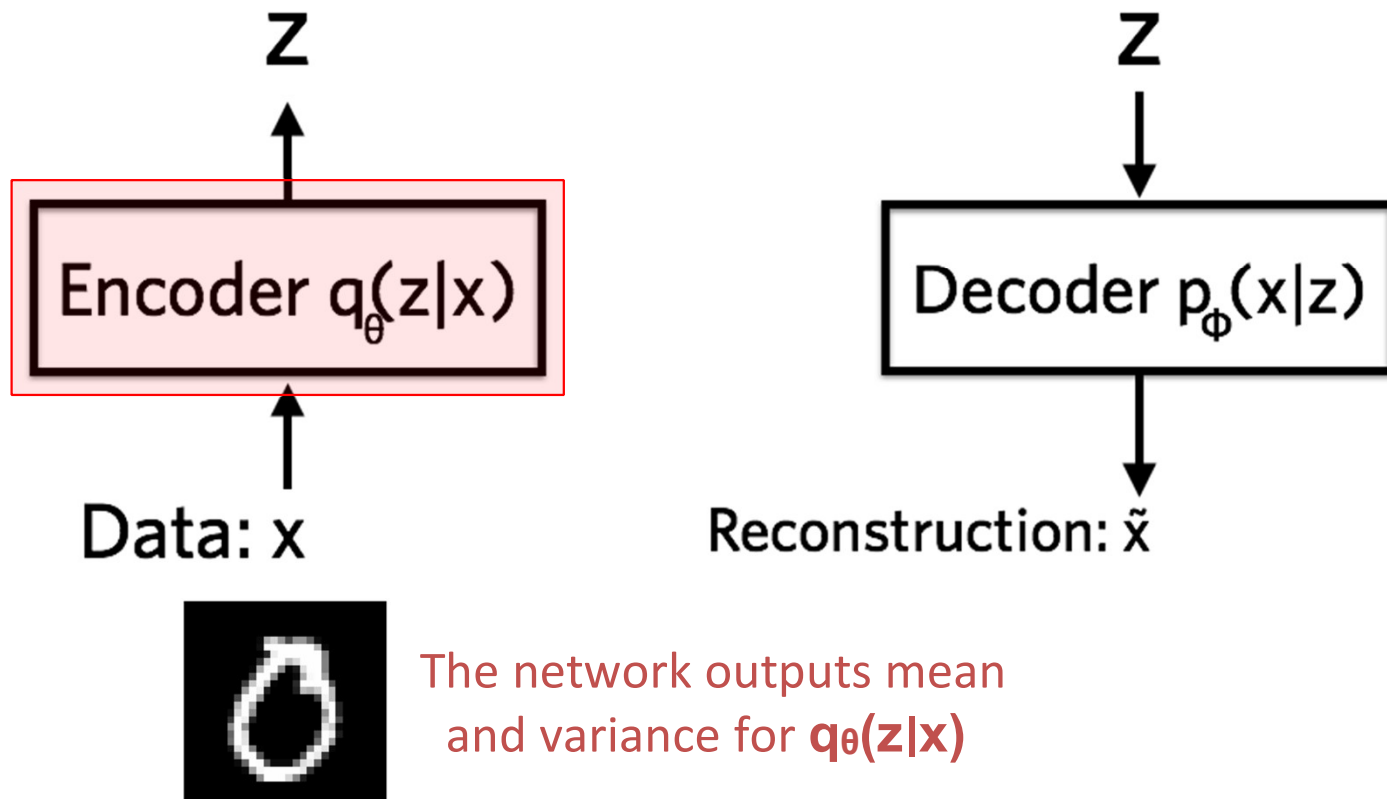 z
z
Encoder qθ(z|x)
Decoder pϕ(x|z)
Data: x
Reconstruction: x̃
The network outputs mean
and variance for qθ(z|x)